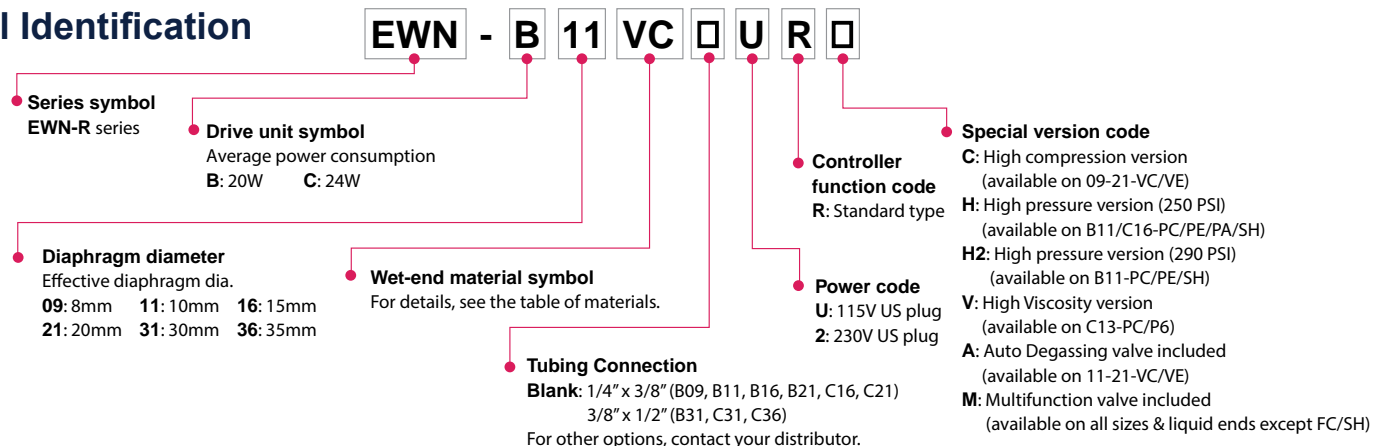 l Identification
EWN - B 11 VC □ U R □
Series symbol
EWN-R series
Drive unit symbol
Average power consumption
B: 20W C: 24W
Diaphragm diameter
Effective diaphragm dia.
09: 8mm 11: 10mm 16: 15mm
21: 20mm 31: 30mm 36: 35mm
Wet-end material symbol
For details, see the table of materials.
Tubing Connection
Blank: 1/4” x 3/8” (B09, B11, B16, B21, C16, C21)
3/8” x 1/2” (B31, C31, C36)
For other options, contact your distributor.
Power code
U: 115V US plug
2: 230V US plug
Controller
function code
R: Standard type
Special version code
C: High compression version
(available on 09-21-VC/VE)
H: High pressure version (250 PSI)
(available on B11/C16-PC/PE/PA/SH)
H2: High pressure version (290 PSI)
(available on B11-PC/PE/SH)
V: High Viscosity version
(available on C13-PC/P6)
A: Auto Degassing valve included
(available on 11-21-VC/VE)
M: Multifunction valve included
(available on all sizes & liquid ends except FC/SH)